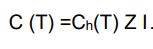 C (T) =Ch(T) Z I.